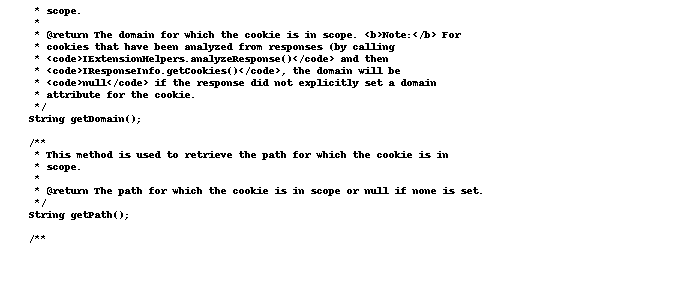 * scope.
*
* @return The domain for which the cookie is in scope. <b>Note:</b> For
* cookies that have been analyzed from responses (by calling
* <code>IExtensionHelpers.analyzeResponse()</code> and then
* <code>IResponseInfo.getCookies()</code>, the domain will be
* <code>null</code> if the response did not explicitly set a domain
* attribute for the cookie.
*/
String getDomain();
/**
* This method is used to retrieve the path for which the cookie is in
* scope.
*
* @return The path for which the cookie is in scope or null if none is set.
*/
String getPath();
/**